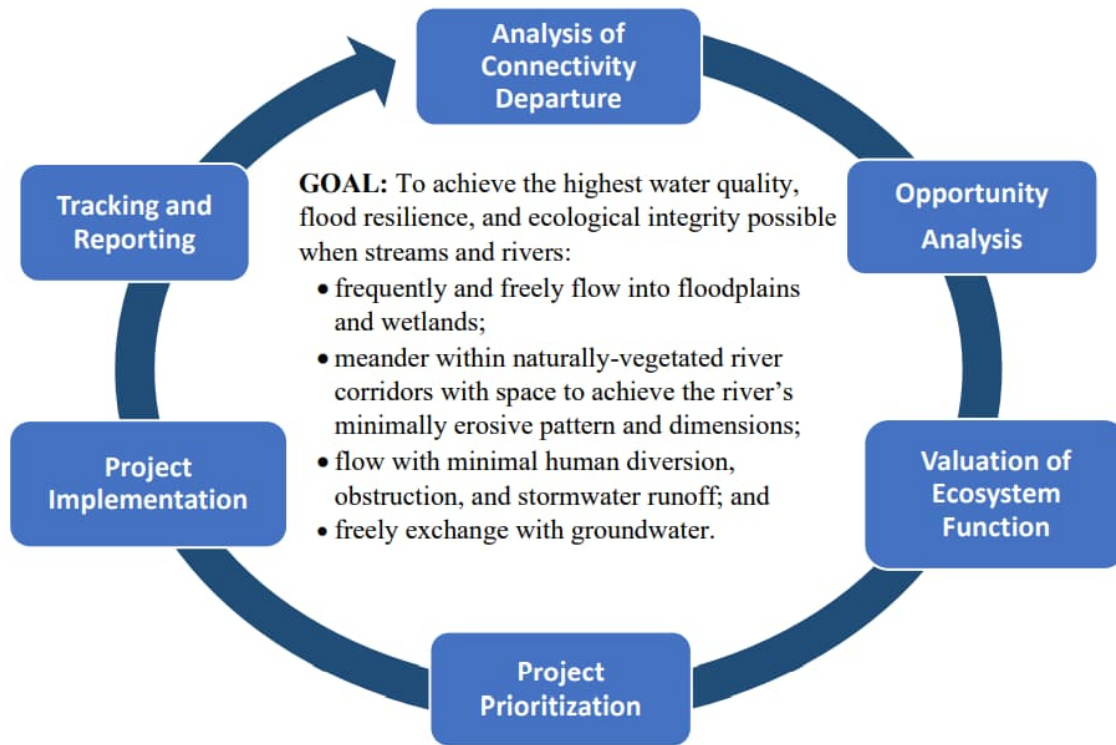 Analysis of
Connectivity
Departure
Opportunity
Analysis
Valuation of
Ecosystem
Function
Project
Prioritization
Project
Implementation
Tracking and
Reporting
GOAL: To achieve the highest water quality,
flood resilience, and ecological integrity possible
when streams and rivers:
• frequently and freely flow into floodplains
and wetlands;
• meander within naturally-vegetated river
corridors with space to achieve the river’s
minimally erosive pattern and dimensions;
• flow with minimal human diversion,
obstruction, and stormwater runoff; and
• freely exchange with groundwater.